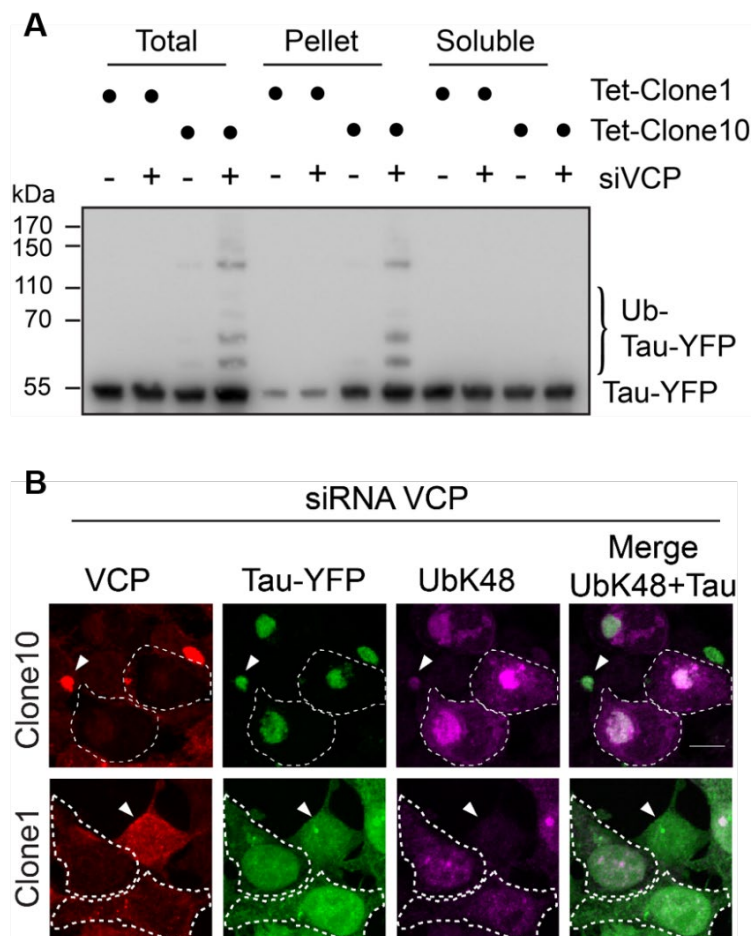 A
Total Pellet Soluble
Tet-Clone1
Tet-Clone10
- + - + - + - + - + - + siVCP
kDa
170
150
110
70
55
Ub-
Tau-YFP
Tau-YFP
B
siRNA VCP
VCP Tau-YFP UbK48 Merge
UbK48+Tau
Clone10
Clone1